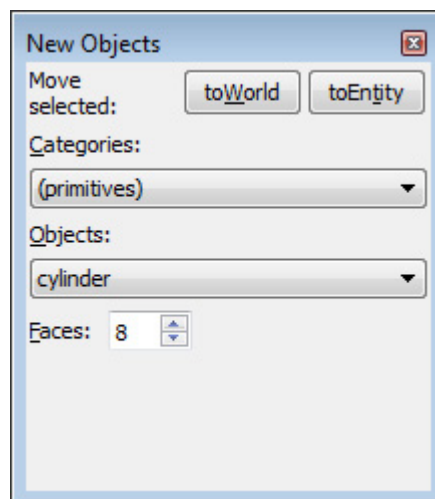 New Objects
Move selected: toWorld toEntity
Categories:
(primitives)
Objects:
cylinder
Faces: 8